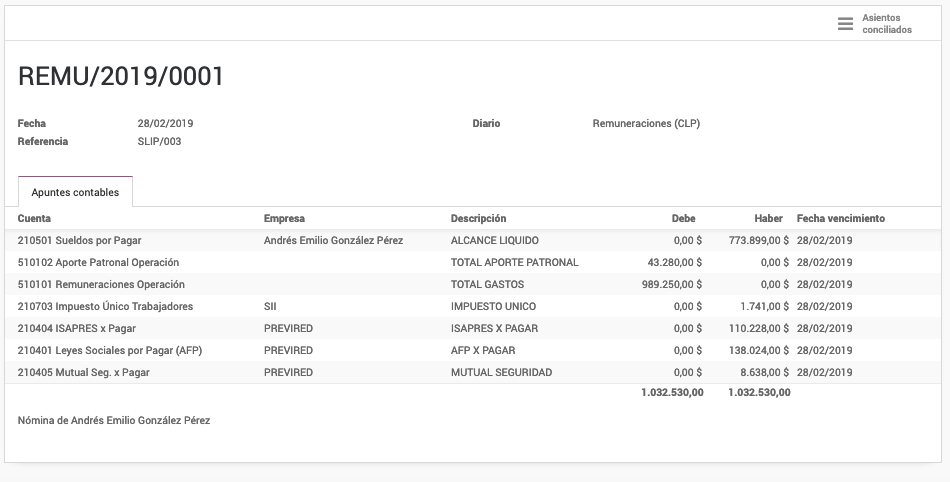 Asientos
conciliados
REMU/2019/0001
Fecha 28/02/2019 Diario Remuneraciones (CLP)
Referencia SLIP/003
Apuntes contables
Cuenta Empresa Descripción Debe Haber Fecha vencimiento
210501 Sueldos por Pagar Andrés Emilio González Pérez ALCANCE LIQUIDO 0,00 $ 773.899,00 $ 28/02/2019
510102 Aporte Patronal Operación TOTAL APORTE PATRONAL 43.280,00 $ 0,00 $ 28/02/2019
510101 Remuneraciones Operación TOTAL GASTOS 989.250,00 $ 0,00 $ 28/02/2019
210703 Impuesto Único Trabajadores SII IMPUESTO UNICO 0,00 $ 1.741,00 $ 28/02/2019
210404 ISAPRES x Pagar PREVIRED ISAPRES X PAGAR 0,00 $ 110.228,00 $ 28/02/2019
210401 Leyes Sociales por Pagar (AFP) PREVIRED AFP X PAGAR 0,00 $ 138.024,00 $ 28/02/2019
210405 Mutual Seg. x Pagar PREVIRED MUTUAL SEGURIDAD 0,00 $ 8.638,00 $ 28/02/2019
1.032.530,00 1.032.530,00
Nómina de Andrés Emilio González Pérez